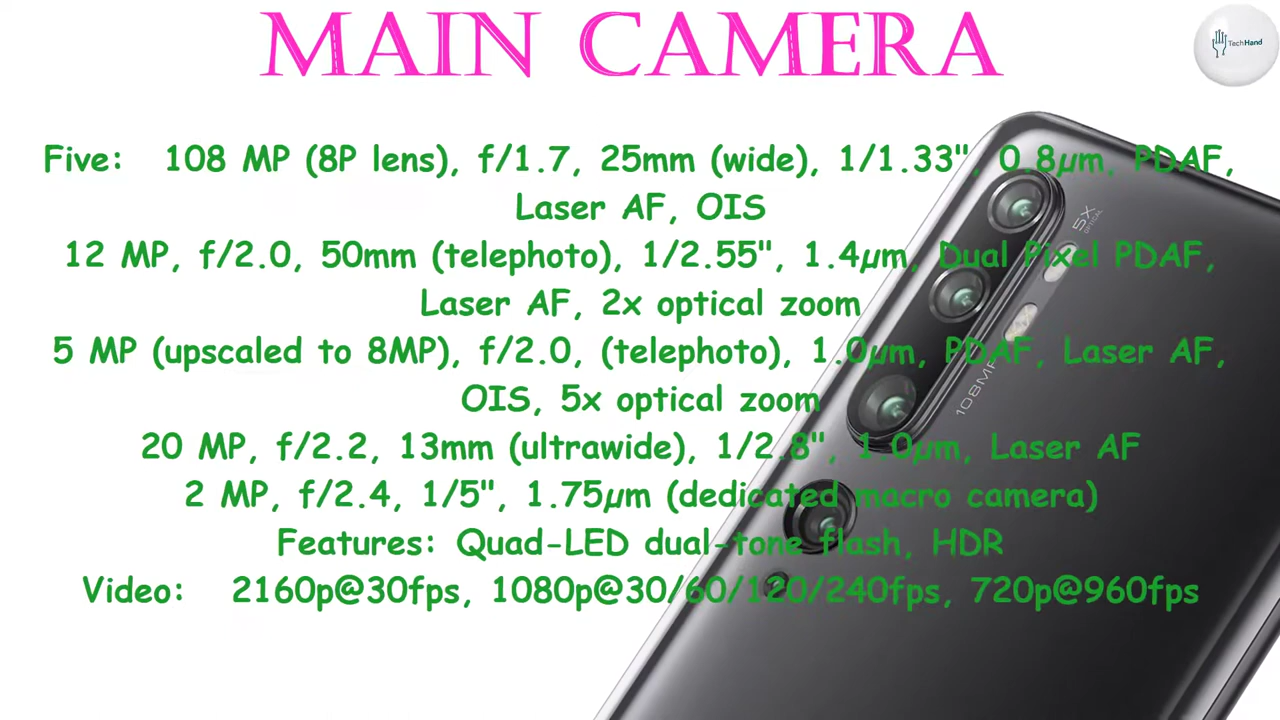 MAIN CAMERA
TechHand
Five: 108 MP (8P lens), f/1.7, 25mm (wide), 1/1.33", 0.8µm, PDAF,
Laser AF, OIS
12 MP, f/2.0, 50mm (telephoto), 1/2.55", 1.4µm, Dual Pixel PDAF,
Laser AF, 2x optical zoom
5 MP (upscaled to 8MP), f/2.0, (telephoto), 1.0µm, PDAF, Laser AF,
OIS, 5x optical zoom
20 MP, f/2.2, 13mm (ultrawide), 1/2.8", 1.0µm, Laser AF
2 MP, f/2.4, 1/5", 1.75µm (dedicated macro camera)
Features: Quad-LED dual-tone flash, HDR
Video: 2160p@30fps, 1080p@30/60/120/240fps, 720p@960fps
5X
OPTICAL
108MP